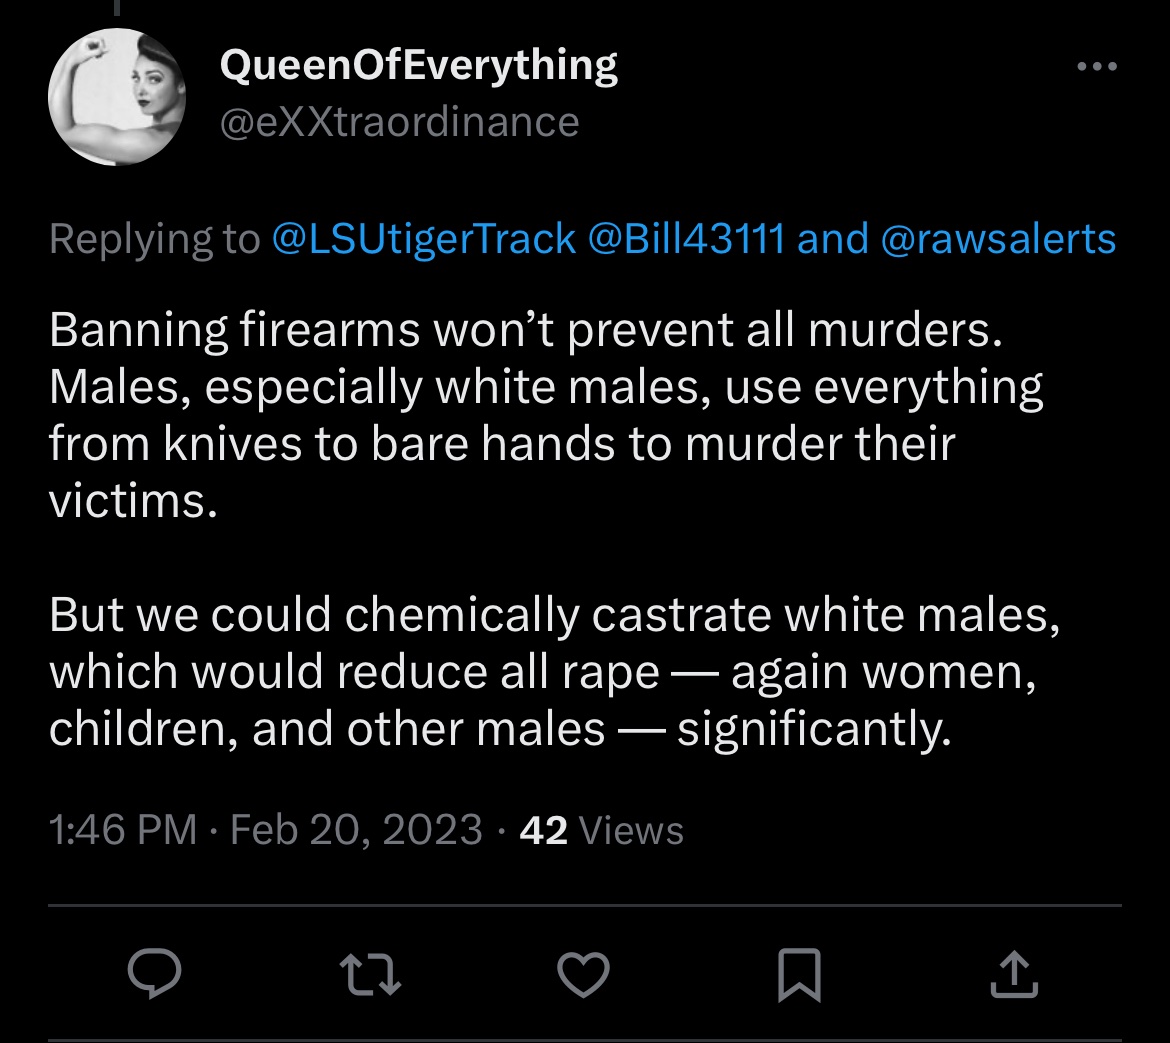 QueenOfEverything
@eXXtraordinance
Replying to @LSUtigerTrack @Bill43111 and @rawsalerts
Banning firearms won’t prevent all murders.
Males, especially white males, use everything
from knives to bare hands to murder their
victims.
But we could chemically castrate white males,
which would reduce all rape — again women,
children, and other males — significantly.
1:46 PM · Feb 20, 2023 · 42 Views